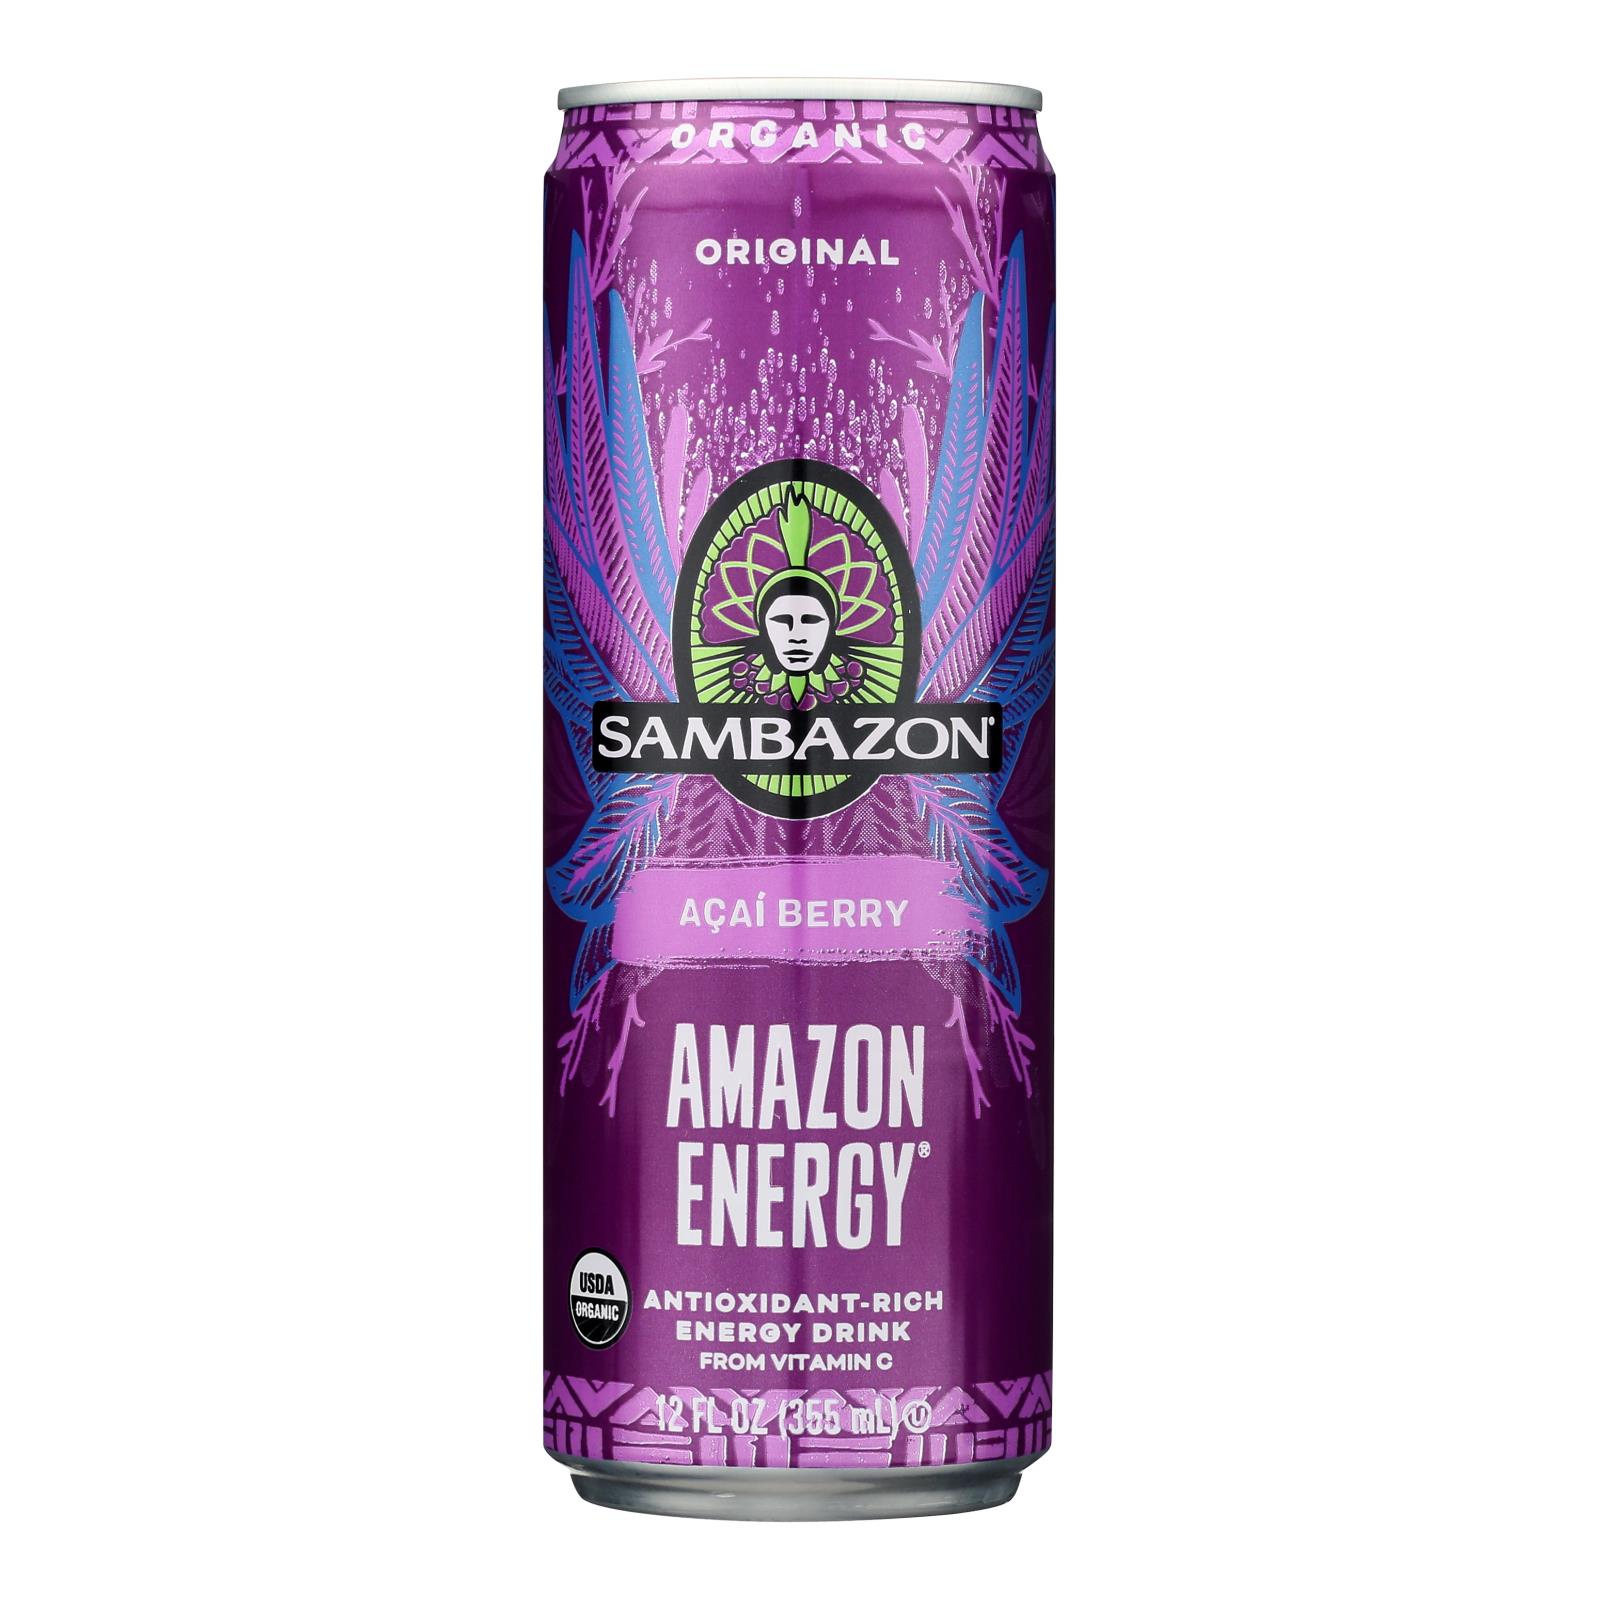 ORGANIC
ORIGINAL
SAMBAZON®
AÇAÍ BERRY
AMAZON
ENERGY®
USDA
ORGANIC
ANTIOXIDANT-RICH
ENERGY DRINK
FROM VITAMIN C
12 FL OZ (355 mL) U